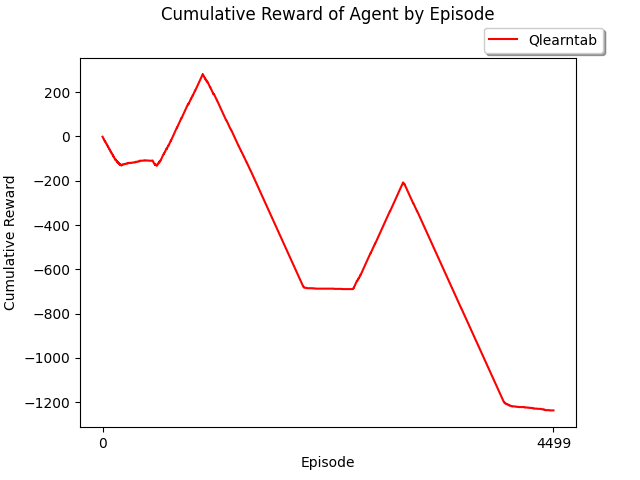 Cumulative Reward of Agent by Episode
Qlearntab
200
0
−200
−400
−600
−800
−1000
−1200
Cumulative Reward
0
4499
Episode